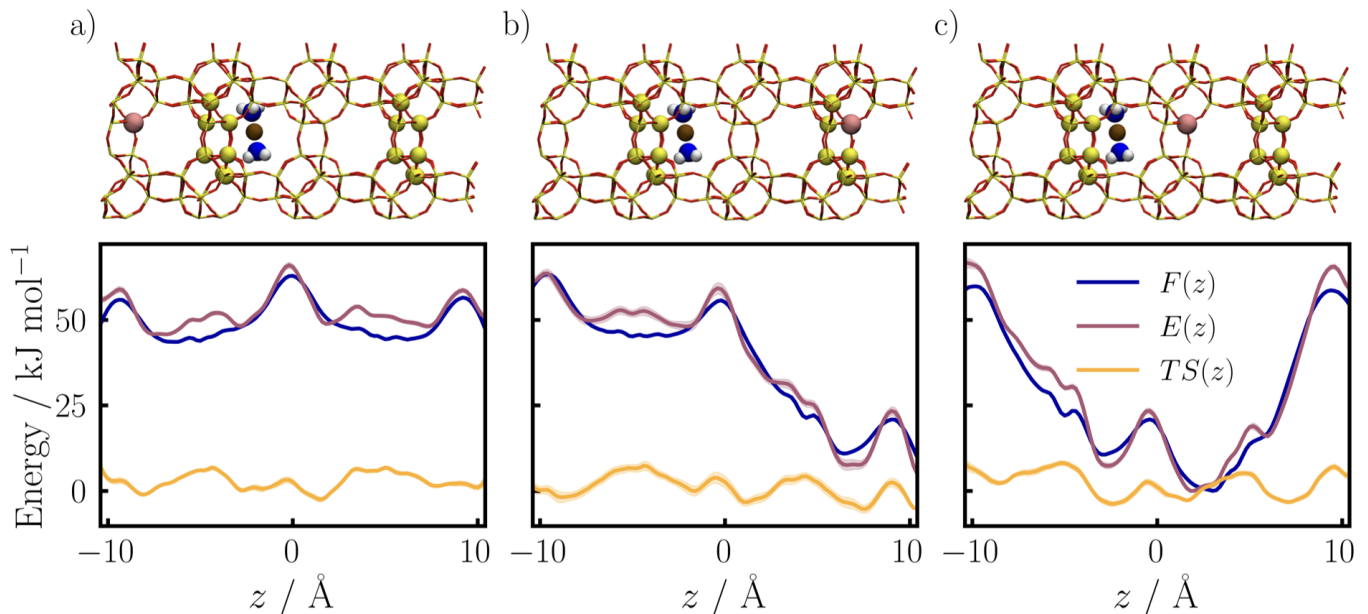 a)
b)
c)
Energy / kJ mol⁻¹
50
25
0
F(z)
E(z)
TS(z)
−10 0 10
−10 0 10
−10 0 10
z / Å
z / Å
z / Å